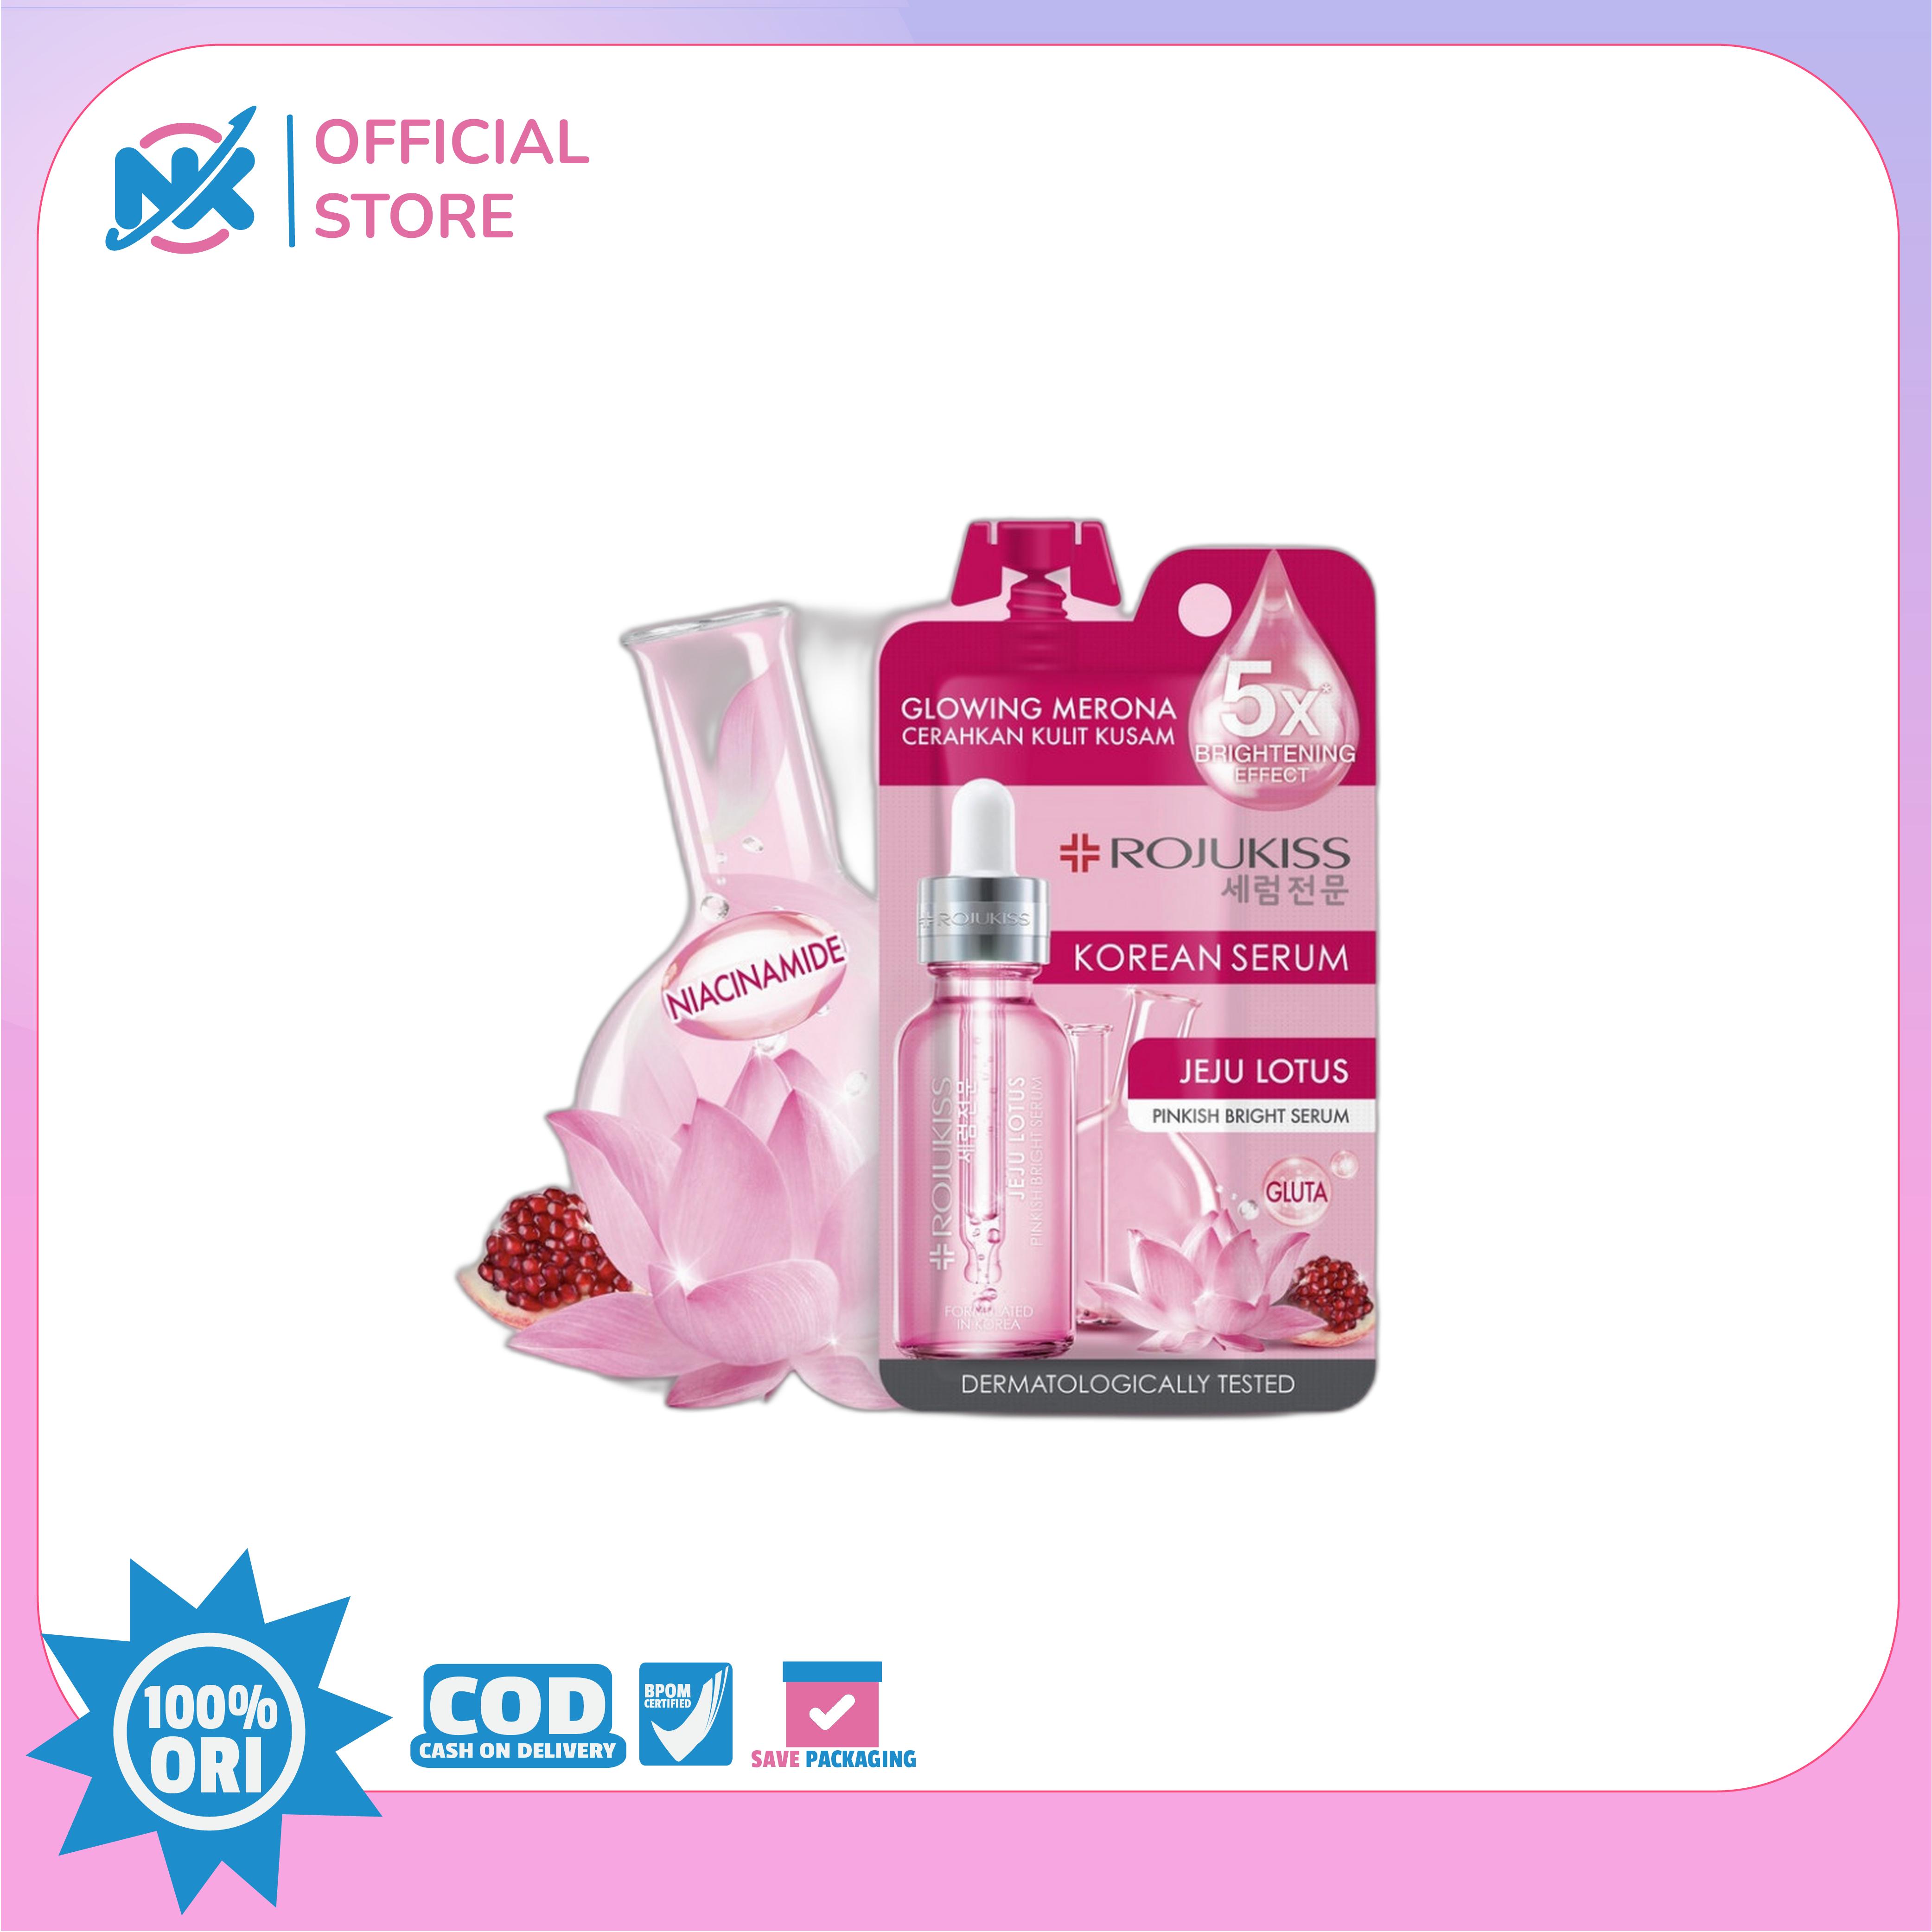 NK
OFFICIAL
STORE
GLOWING MERONA
CERAHKAN KULIT KUSAM
5x*
BRIGHTENING
EFFECT
ROJUKISS
세럼전문
ROJUKISS
KOREAN SERUM
NIACINAMIDE
JEJU LOTUS
PINKISH BRIGHT SERUM
ROJUKISS
세럼전문
JEJU LOTUS
PINKISH BRIGHT SERUM
GLUTA
FORMULATED
IN KOREA
DERMATOLOGICALLY TESTED
100%
ORI
COD
CASH ON DELIVERY
BPOM
CERTIFIED
SAVE PACKAGING